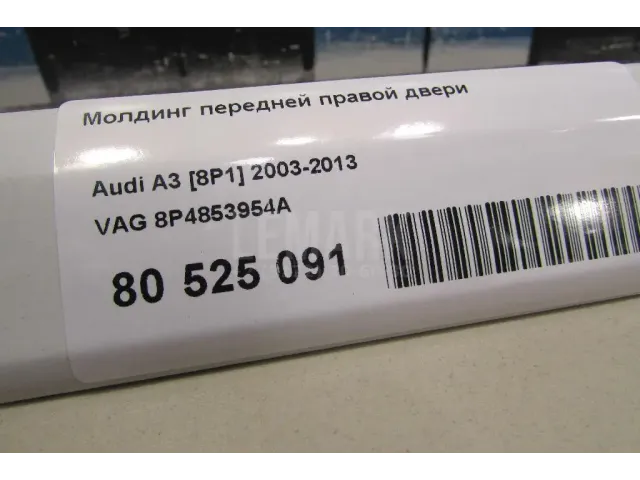 Молдинг передней правой двери
Audi A3 [8P1] 2003-2013
VAG 8P4853954A
80 525 091